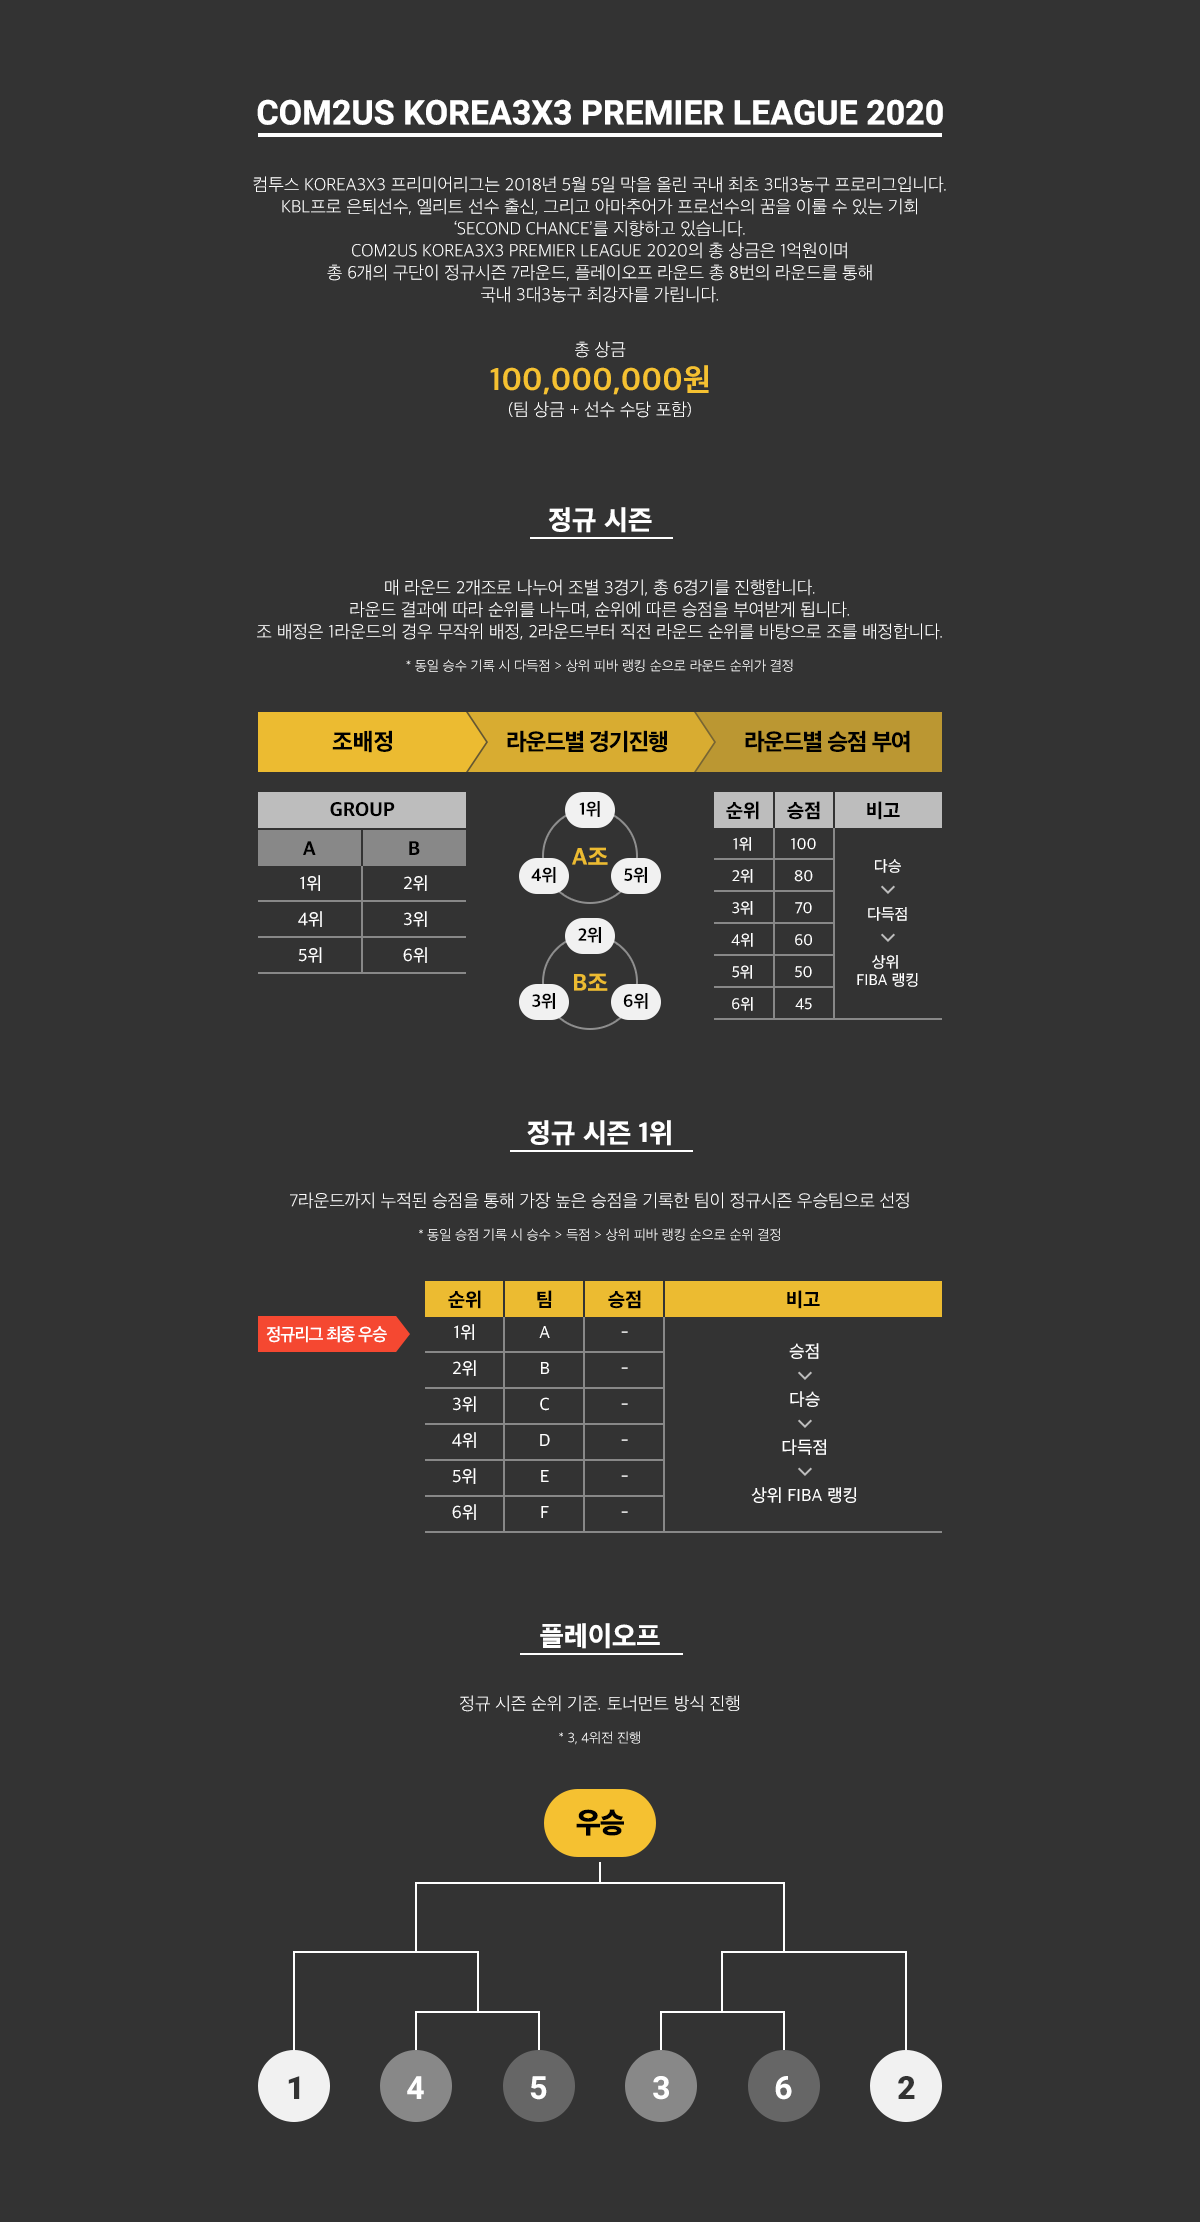 COM2US KOREA3X3 PREMIER LEAGUE 2020
컴투스 KOREA3X3 프리미어리그는 2018년 5월 5일 막을 올린 국내 최초 3대3농구 프로리그입니다.
KBL프로 은퇴선수, 엘리트 선수 출신, 그리고 아마추어가 프로선수의 꿈을 이룰 수 있는 기회
‘SECOND CHANCE’를 지향하고 있습니다.
COM2US KOREA3X3 PREMIER LEAGUE 2020의 총 상금은 1억원이며
총 6개의 구단이 정규시즌 7라운드, 플레이오프 라운드 총 8번의 라운드를 통해
국내 3대3농구 최강자를 가립니다.
총 상금
100,000,000원
(팀 상금 + 선수 수당 포함)
정규 시즌
매 라운드 2개조로 나누어 조별 3경기, 총 6경기를 진행합니다.
라운드 결과에 따라 순위를 나누며, 순위에 따른 승점을 부여받게 됩니다.
조 배정은 1라운드의 경우 무작위 배정, 2라운드부터 직전 라운드 순위를 바탕으로 조를 배정합니다.
* 동일 승수 기록 시 다득점 > 상위 피바 랭킹 순으로 라운드 순위가 결정
조배정 라운드별 경기진행 라운드별 승점 부여
GROUP
A B
1위 2위
4위 3위
5위 6위
1위
A조
4위 5위
2위
B조
3위 6위
순위 승점 비고
1위 100
2위 80
3위 70
4위 60
5위 50
6위 45
다승
다득점
상위
FIBA 랭킹
정규 시즌 1위
7라운드까지 누적된 승점을 통해 가장 높은 승점을 기록한 팀이 정규시즌 우승팀으로 선정
* 동일 승점 기록 시 승수 > 득점 > 상위 피바 랭킹 순으로 순위 결정
순위 팀 승점 비고
정규리그 최종 우승
1위 A -
2위 B -
3위 C -
4위 D -
5위 E -
6위 F -
승점
다승
다득점
상위 FIBA 랭킹
플레이오프
정규 시즌 순위 기준. 토너먼트 방식 진행
* 3, 4위전 진행
우승
1 4 5 3 6 2